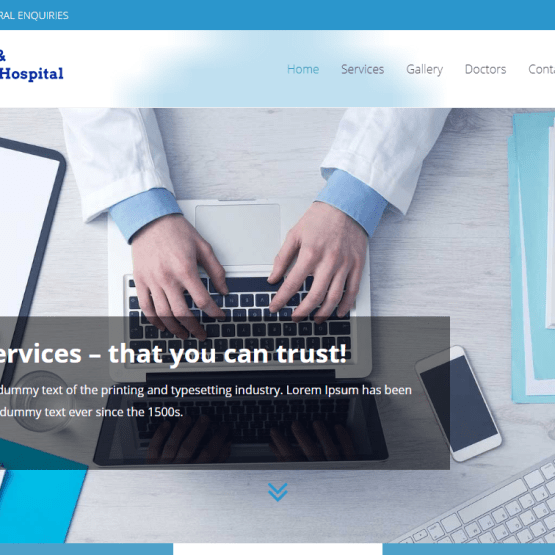 RAL ENQUIRIES
&
Hospital
Home Services Gallery Doctors Conta
ervices – that you can trust!
dummy text of the printing and typesetting industry. Lorem Ipsum has been
dummy text ever since the 1500s.